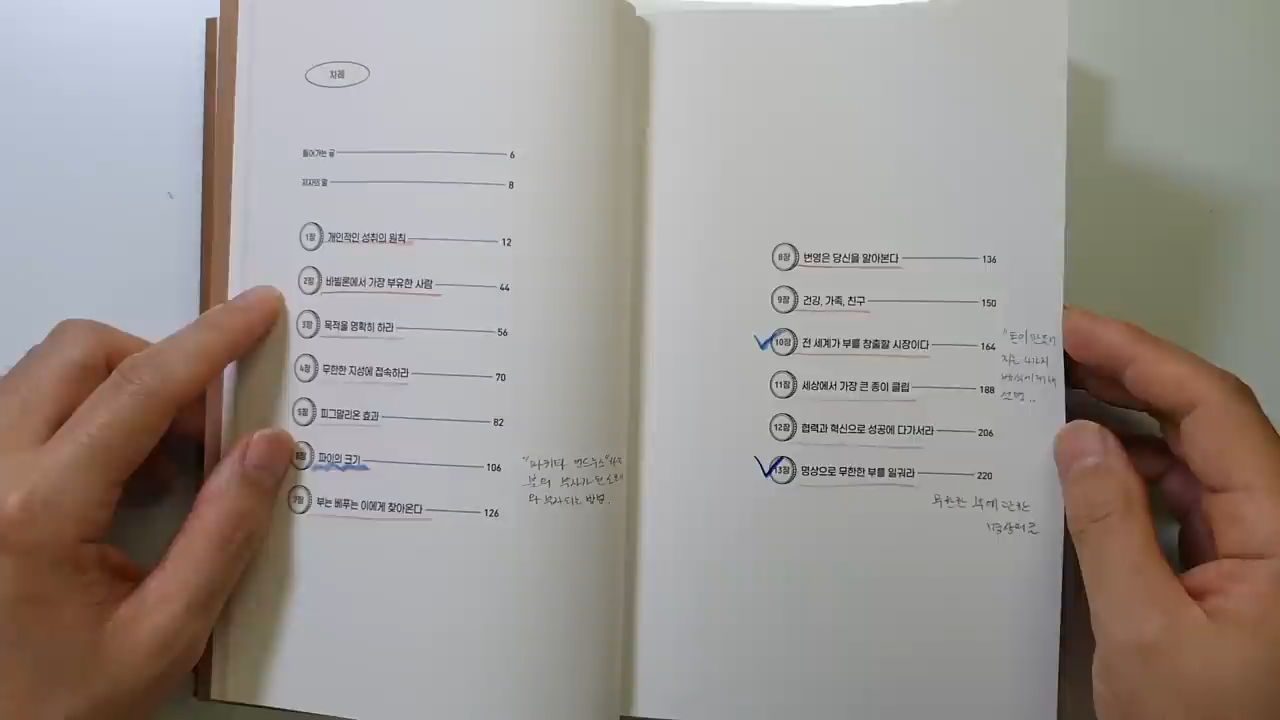 차례
들어가는 글 6
저자의 말 8
1장 개인적인 성취의 원칙 12
2장 바빌론에서 가장 부유한 사람 44
3장 목적을 명확히 하라 56
4장 무한한 지성에 접속하라 70
5장 피그말리온 효과 82
6장 파이의 크기 106
7장 부는 베푸는 이에게 찾아온다 126
8장 번영은 당신을 알아본다 136
9장 건강, 가족, 친구 150
10장 전 세계가 부를 창출할 시장이다 164
11장 세상에서 가장 큰 종이 클립 188
12장 협력과 혁신으로 성공에 다가서라 206
13장 명상으로 무한한 부를 일궈라 220
무한한 부에 관한